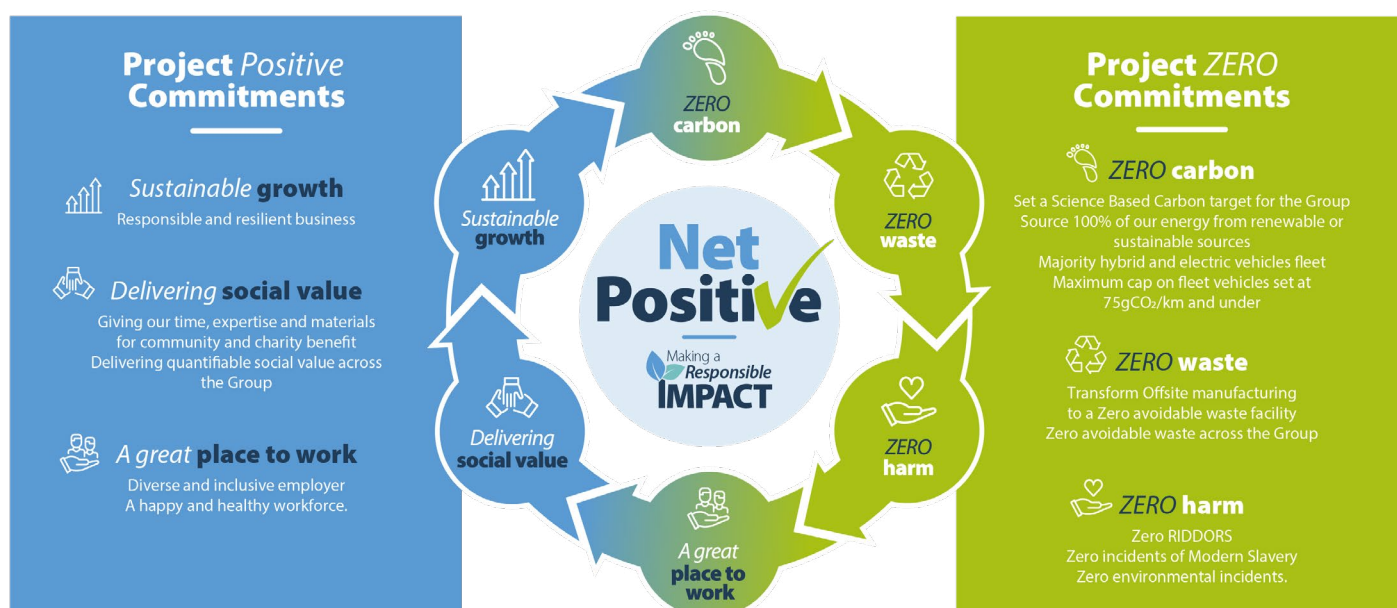 Project Positive
Commitments
Sustainable growth
Responsible and resilient business
Delivering social value
Giving our time, expertise and materials
for community and charity benefit
Delivering quantifiable social value across
the Group
A great place to work
Diverse and inclusive employer
A happy and healthy workforce.
ZERO
carbon
ZERO
waste
ZERO
harm
A great
place to
work
Delivering
social value
Sustainable
growth
Net
Positive
Making a
Responsible
IMPACT
Project ZERO
Commitments
ZERO carbon
Set a Science Based Carbon target for the Group
Source 100% of our energy from renewable or
sustainable sources
Majority hybrid and electric vehicles fleet
Maximum cap on fleet vehicles set at
75gCO₂/km and under
ZERO waste
Transform Offsite manufacturing
to a Zero avoidable waste facility
Zero avoidable waste across the Group
ZERO harm
Zero RIDDORS
Zero incidents of Modern Slavery
Zero environmental incidents.